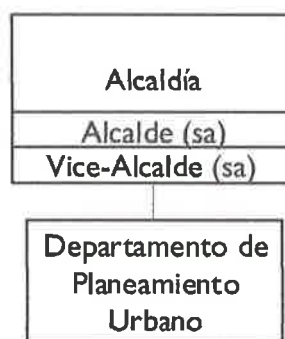 Alcaldía
Alcalde (sa)
Vice-Alcalde (sa)
Departamento de
Planeamiento
Urbano